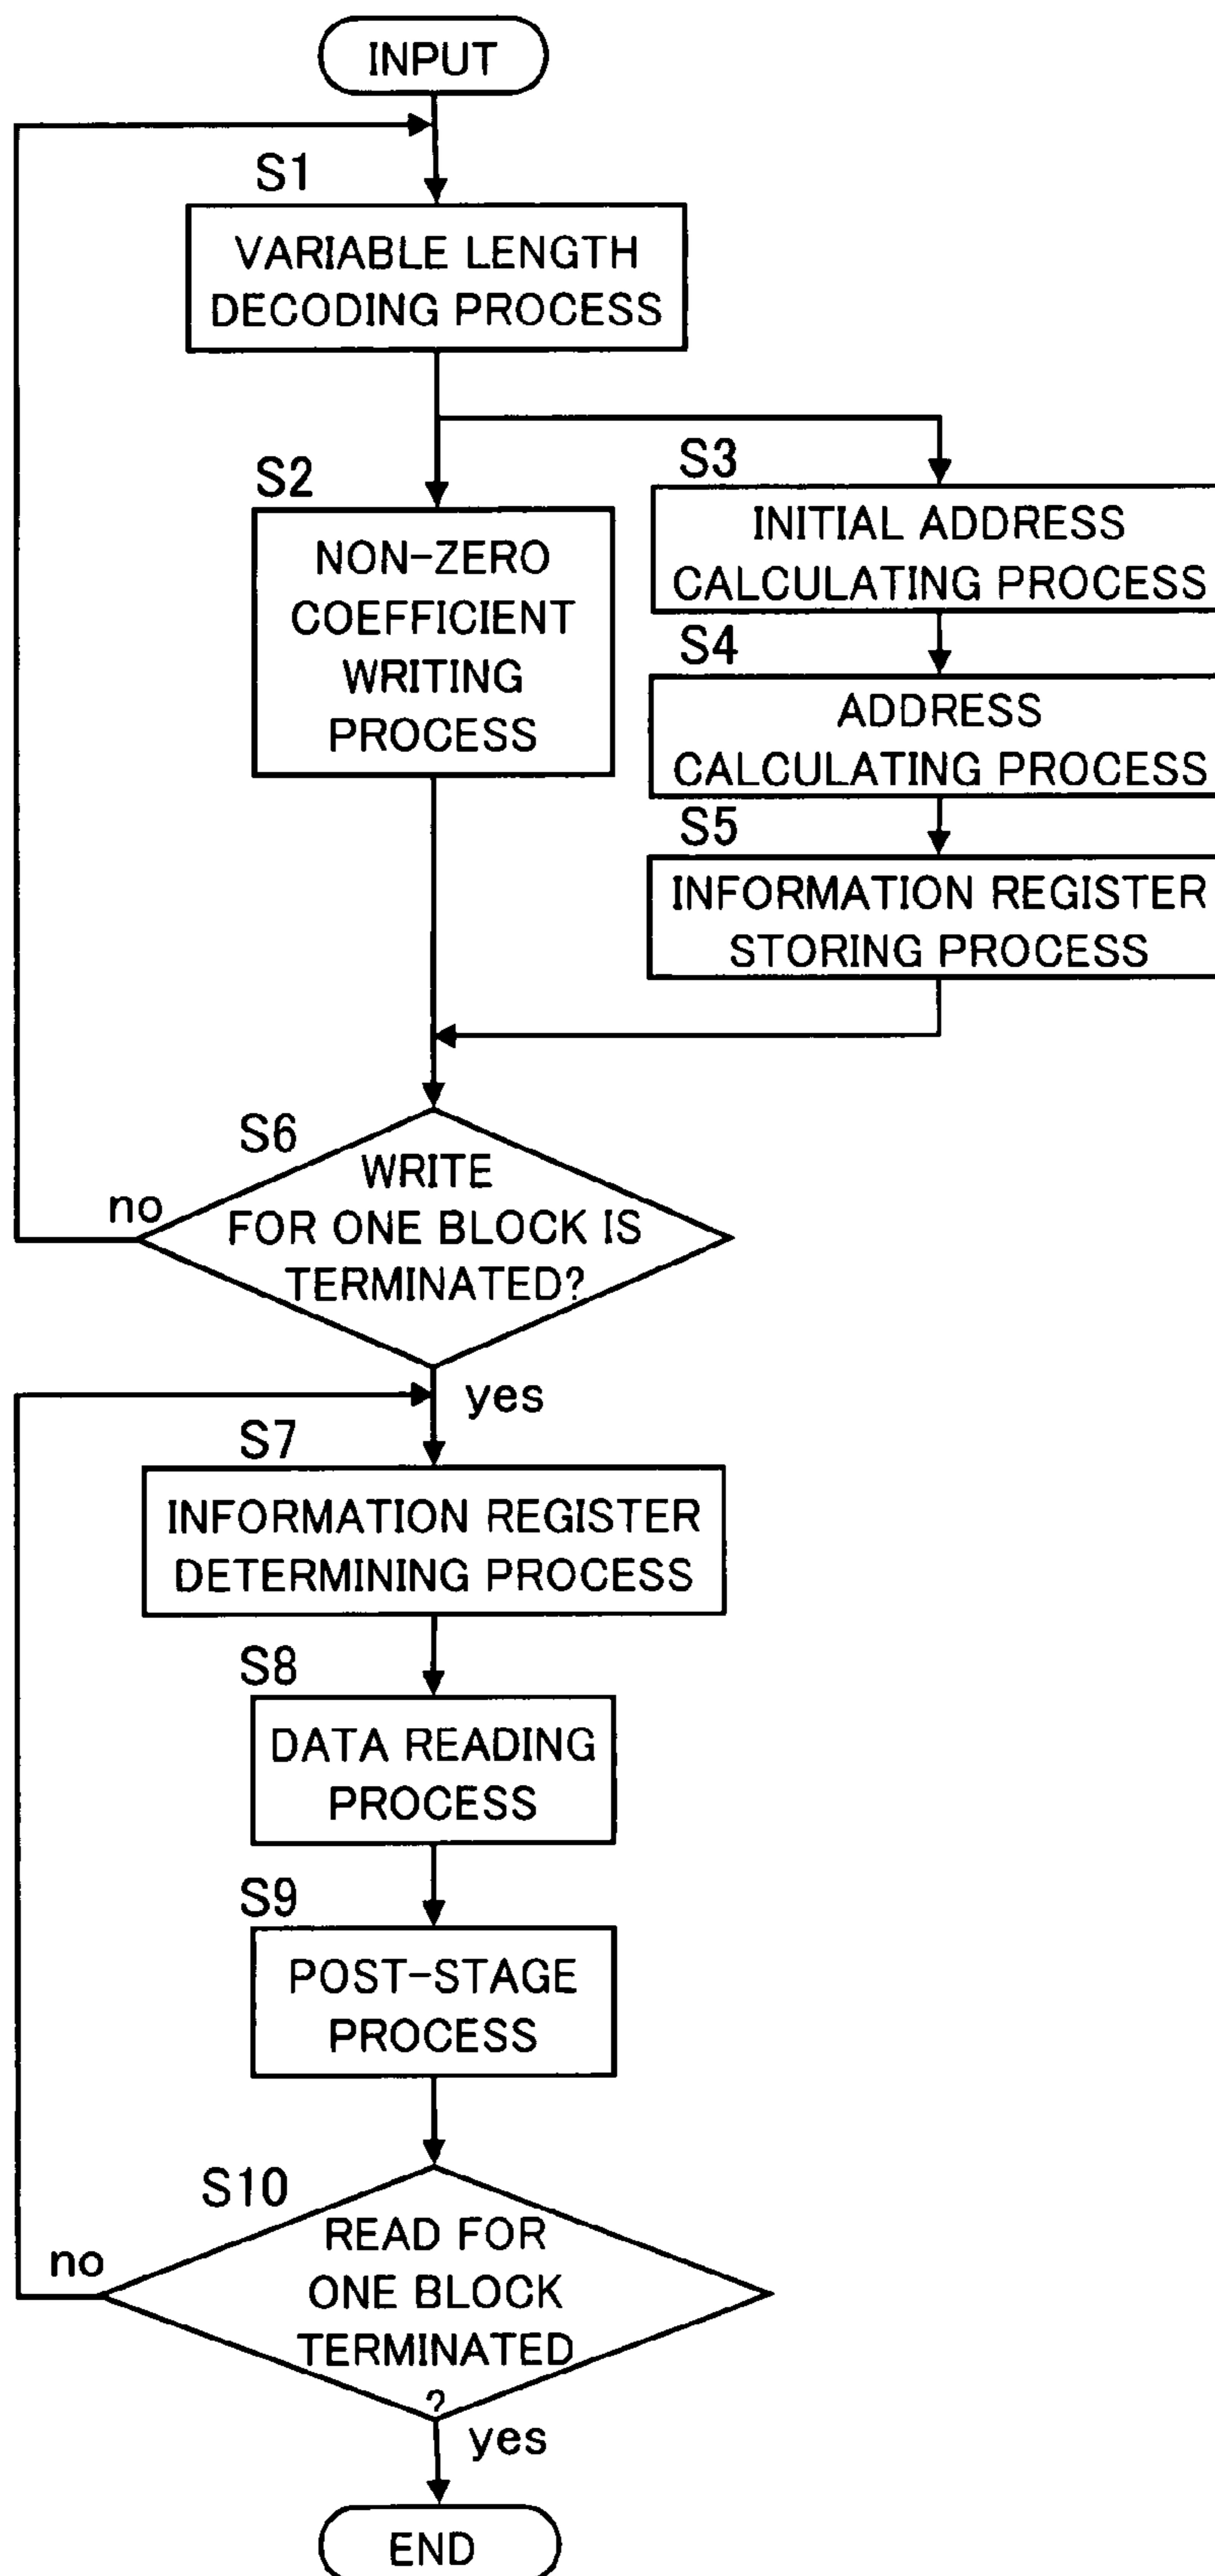 INPUT
S1
VARIABLE LENGTH
DECODING PROCESS
S2
NON-ZERO
COEFFICIENT
WRITING
PROCESS
S3
INITIAL ADDRESS
CALCULATING PROCESS
S4
ADDRESS
CALCULATING PROCESS
S5
INFORMATION REGISTER
STORING PROCESS
S6
WRITE
FOR ONE BLOCK IS
TERMINATED?
no
yes
S7
INFORMATION REGISTER
DETERMINING PROCESS
S8
DATA READING
PROCESS
S9
POST-STAGE
PROCESS
S10
READ FOR
ONE BLOCK
TERMINATED
?
no
yes
END